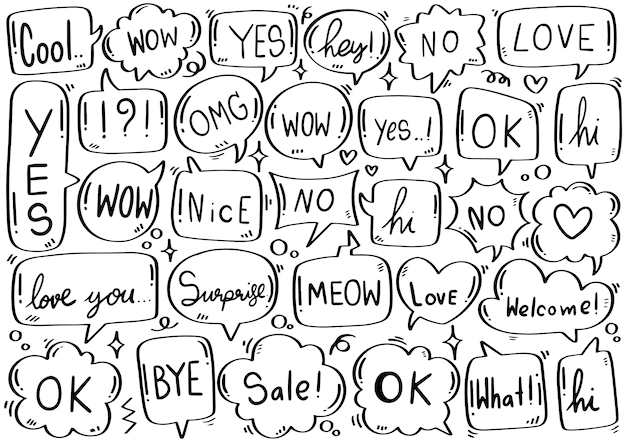 Cool..
WOW
YES
hey!!
NO
LOVE
YES
!!?!
OMG
WOW
yes..!
OK
hi
WOW
NiCE
NO
hi
NO
love you...
Surprise
MEOW
LOVE
Welcome!
OK
BYE
Sale!
OK
What!
hi